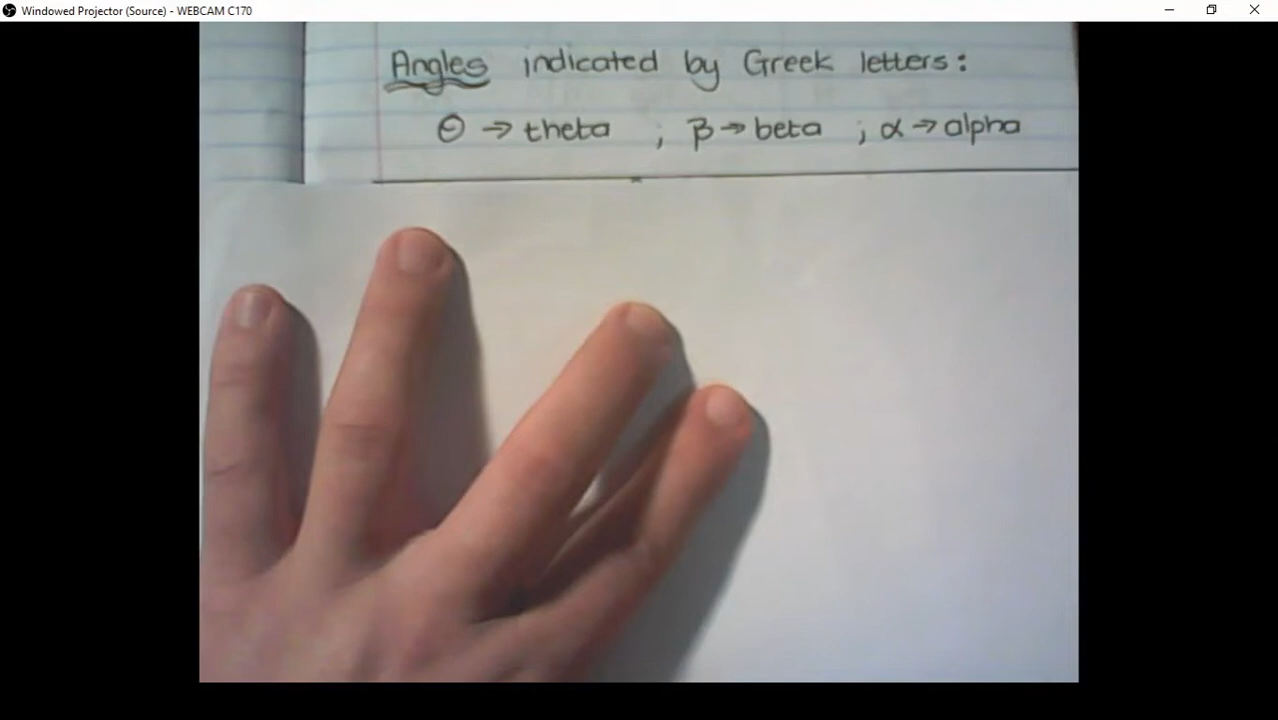 Windowed Projector (Source) - WEBCAM C170
Angles indicated by Greek letters:
θ → theta ; β → beta ; α → alpha